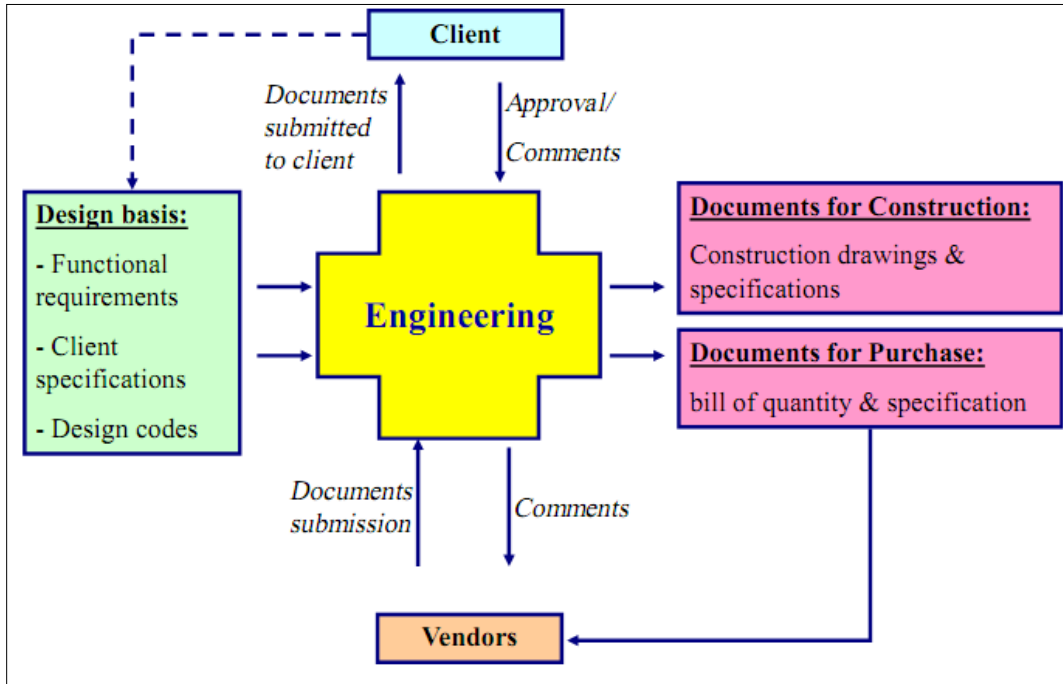 Client
Documents
submitted
to client
Approval/
Comments
Design basis:
- Functional
requirements
- Client
specifications
- Design codes
Engineering
Documents for Construction:
Construction drawings &
specifications
Documents for Purchase:
bill of quantity & specification
Documents
submission
Comments
Vendors